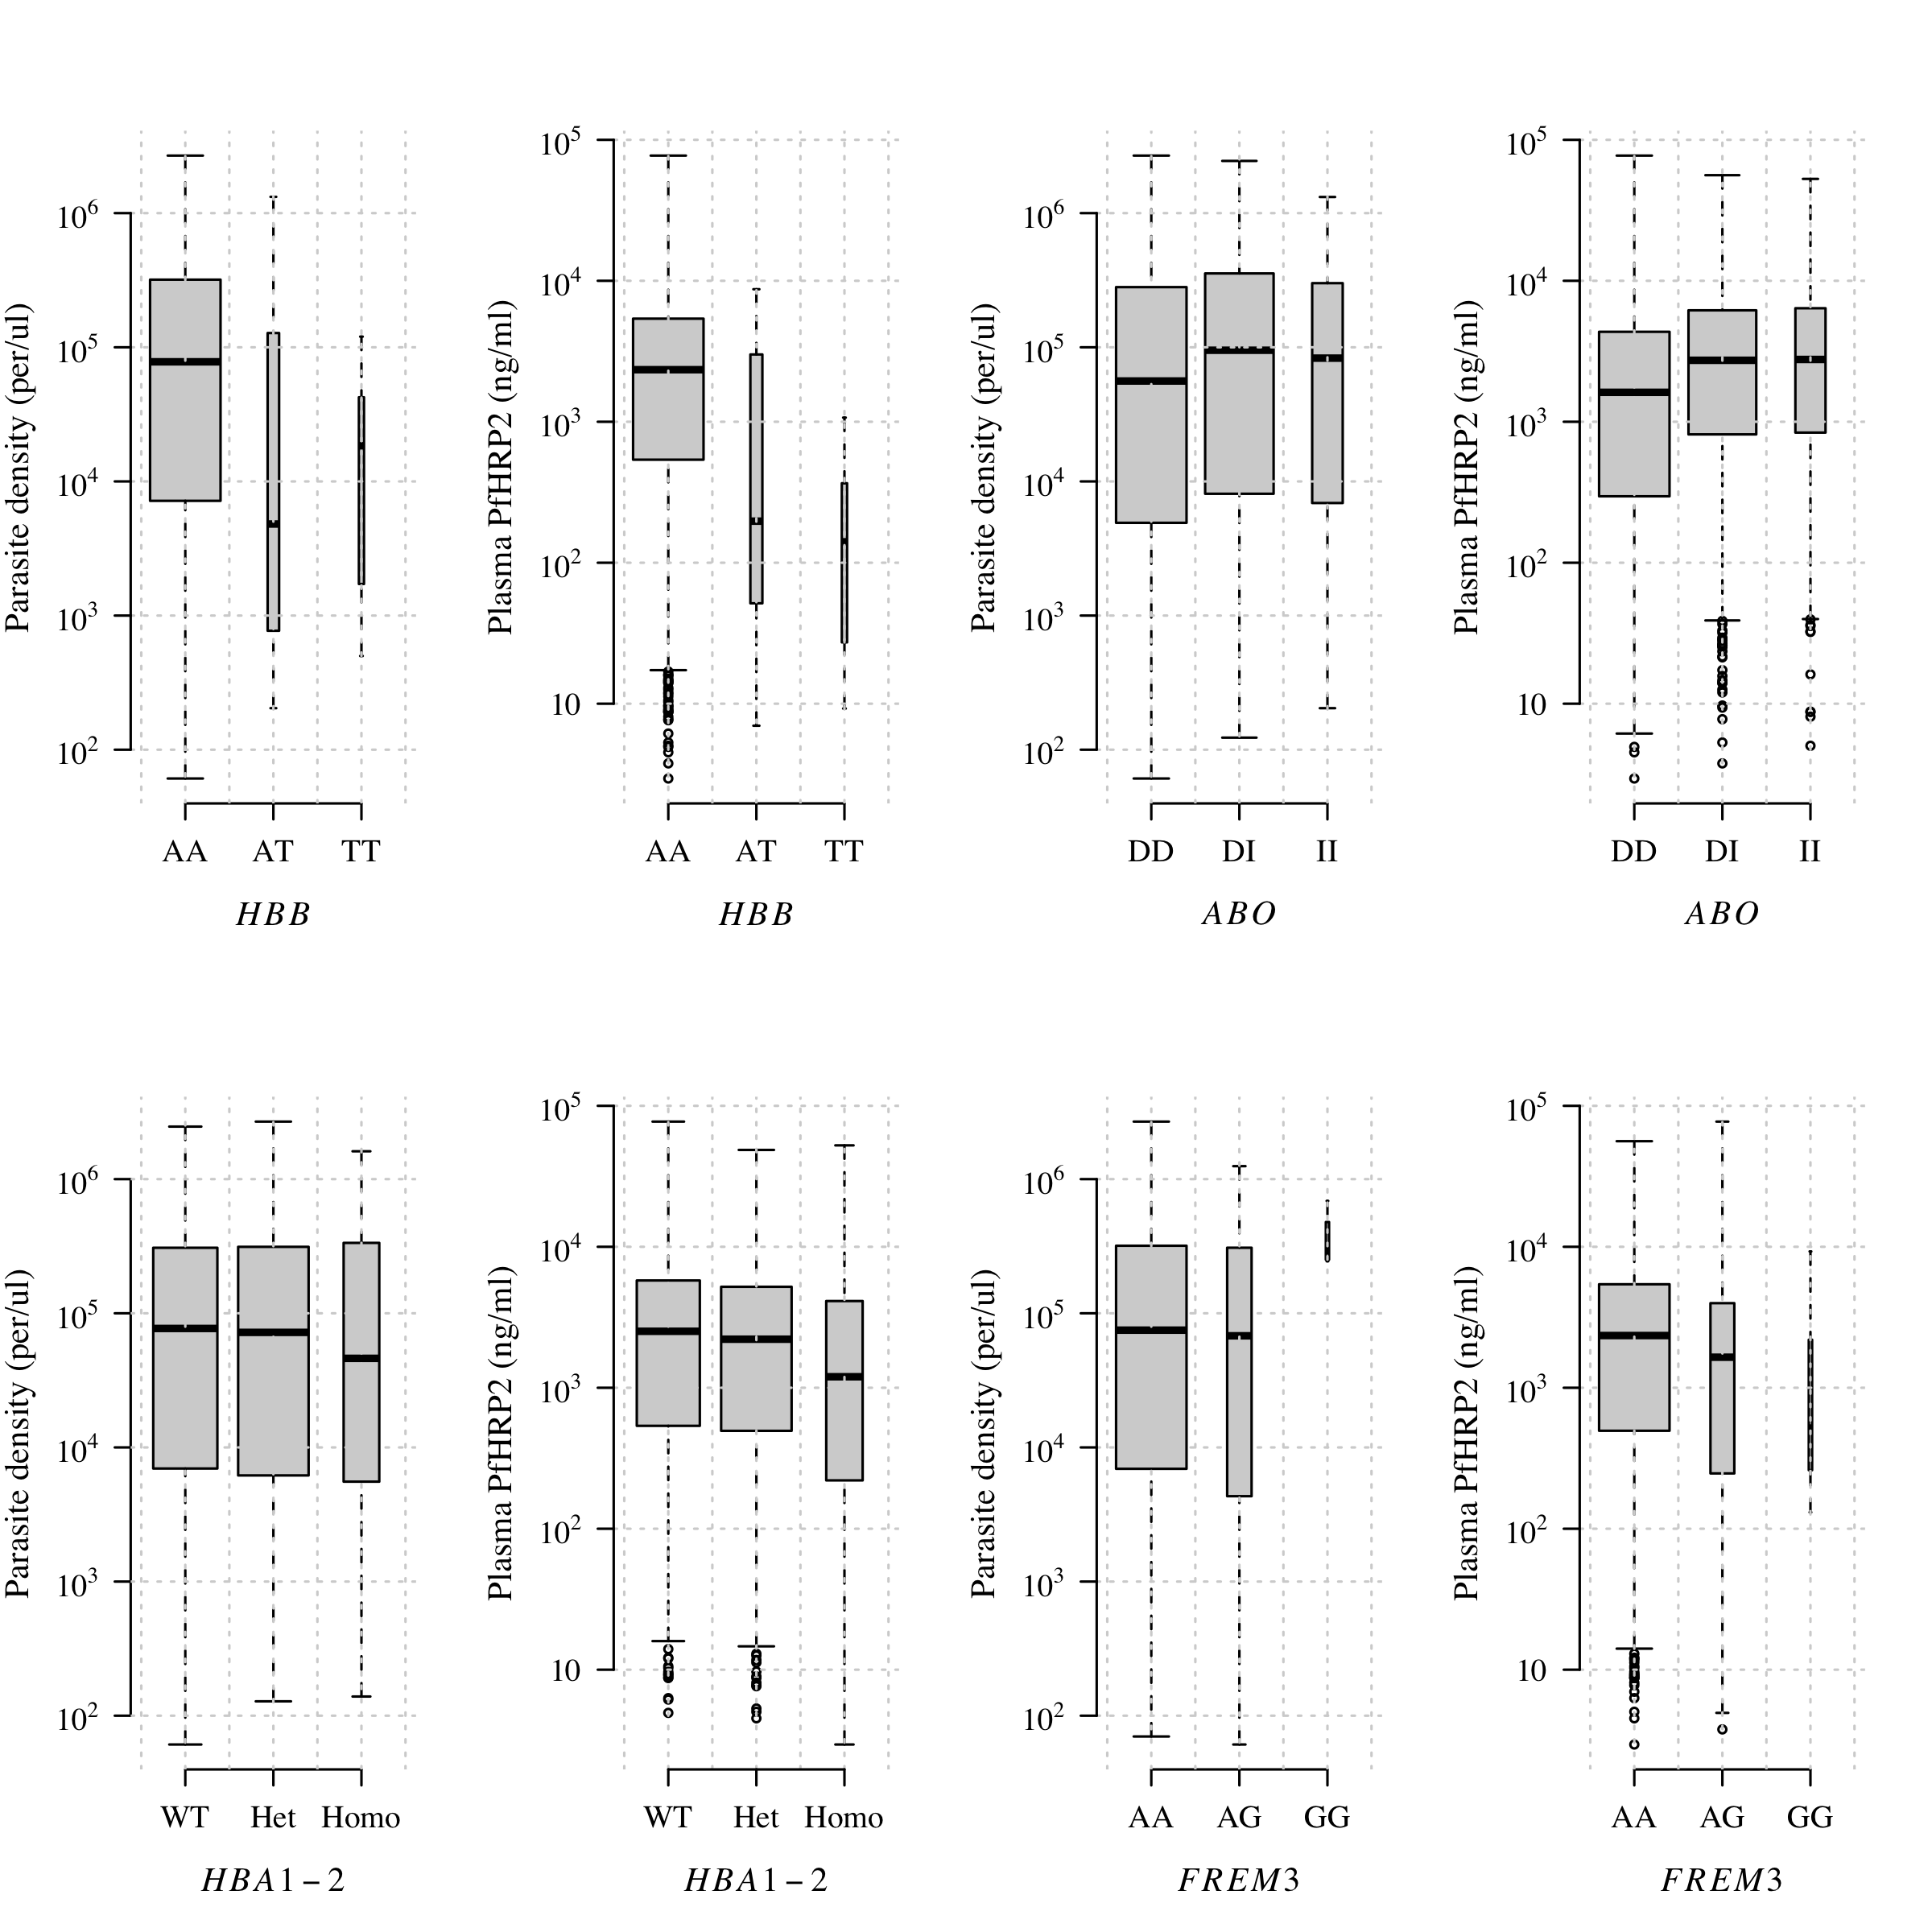 Parasite density (per/ul)
10^6
10^5
10^4
10^3
10^2
AA AT TT
HBB
Plasma PfHRP2 (ng/ml)
10^5
10^4
10^3
10^2
10
AA AT TT
HBB
Parasite density (per/ul)
10^6
10^5
10^4
10^3
10^2
DD DI II
ABO
Plasma PfHRP2 (ng/ml)
10^5
10^4
10^3
10^2
10
DD DI II
ABO
Parasite density (per/ul)
10^6
10^5
10^4
10^3
10^2
WT Het Homo
HBA1−2
Plasma PfHRP2 (ng/ml)
10^5
10^4
10^3
10^2
10
WT Het Homo
HBA1−2
Parasite density (per/ul)
10^6
10^5
10^4
10^3
10^2
AA AG GG
FREM3
Plasma PfHRP2 (ng/ml)
10^5
10^4
10^3
10^2
10
AA AG GG
FREM3